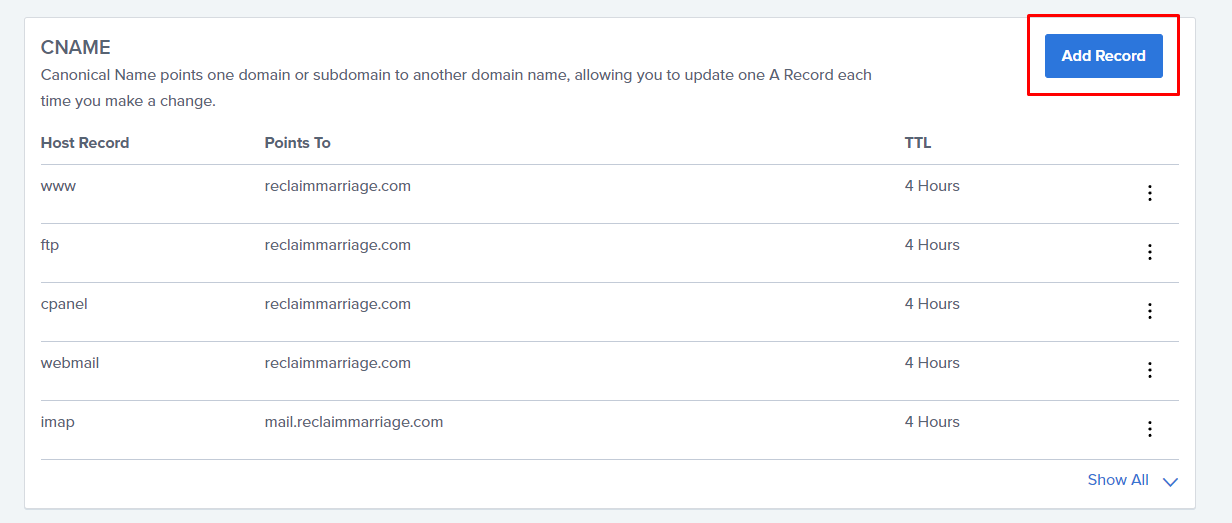 CNAME
Add Record
Canonical Name points one domain or subdomain to another domain name, allowing you to update one A Record each
time you make a change.
Host Record Points To TTL
www reclaimmarriage.com 4 Hours
ftp reclaimmarriage.com 4 Hours
cpanel reclaimmarriage.com 4 Hours
webmail reclaimmarriage.com 4 Hours
imap mail.reclaimmarriage.com 4 Hours
Show All